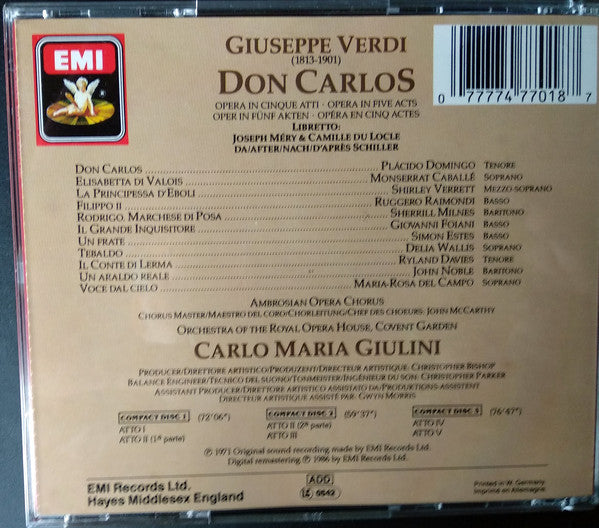 EMI
GIUSEPPE VERDI
(1813-1901)
DON CARLOS
OPERA IN CINQUE ATTI · OPERA IN FIVE ACTS
OPER IN FÜNF AKTEN · OPÉRA EN CINQ ACTES
LIBRETTO:
JOSEPH MÉRY & CAMILLE DU LOCLE
DA/AFTER/NACH/D'APRÈS SCHILLER
0 77774 77018 7
DON CARLOS PLÁCIDO DOMINGO TENORE
ELISABETTA DI VALOIS MONSERRAT CABALLÉ SOPRANO
LA PRINCIPESSA D'EBOLI SHIRLEY VERRETT MEZZO-SOPRANO
FILIPPO II RUGGERO RAIMONDI BASSO
RODRIGO, MARCHESE DI POSA SHERRILL MILNES BARITONO
IL GRANDE INQUISITORE GIOVANNI FOIANI BASSO
UN FRATE SIMON ESTES BASSO
TEBALDO DELIA WALLIS SOPRANO
IL CONTE DI LERMA RYLAND DAVIES TENORE
UN ARALDO REALE JOHN NOBLE BARITONO
VOCE DAL CIELO MARIA-ROSA DEL CAMPO SOPRANO
AMBROSIAN OPERA CHORUS
CHORUS MASTER/MAESTRO DEL CORO/CHORLEITUNG/CHEF DES CHOEURS: JOHN MCCARTHY
ORCHESTRA OF THE ROYAL OPERA HOUSE, COVENT GARDEN
CARLO MARIA GIULINI
PRODUCER/DIRETTORE ARTISTICO/PRODUZENT/DIRECTEUR ARTISTIQUE: CHRISTOPHER BISHOP
BALANCE ENGINEER/TECNICO DEL SUONO/TONMEISTER/INGÉNIEUR DU SON: CHRISTOPHER PARKER
ASSISTANT PRODUCER/DIRETTORE ARTISTICO ASSISTATO DA/PRODUKTIONS-ASSISTENT
DIRECTEUR ARTISTIQUE ASSISTÉ PAR: GWYN MORRIS
COMPACT DISC 1 (72'06") COMPACT DISC 2 (59'37") COMPACT DISC 3 (76'47")
ATTO I ATTO II (2ª parte) ATTO IV
ATTO II (1ª parte) ATTO III ATTO V
℗ 1971 Original sound recording made by EMI Records Ltd.
Digital remastering ℗ 1986 by EMI Records Ltd.
EMI Records Ltd.
Hayes Middlesex England
ADD
LC 0542
Printed in W. Germany
Imprimé en Allemagne